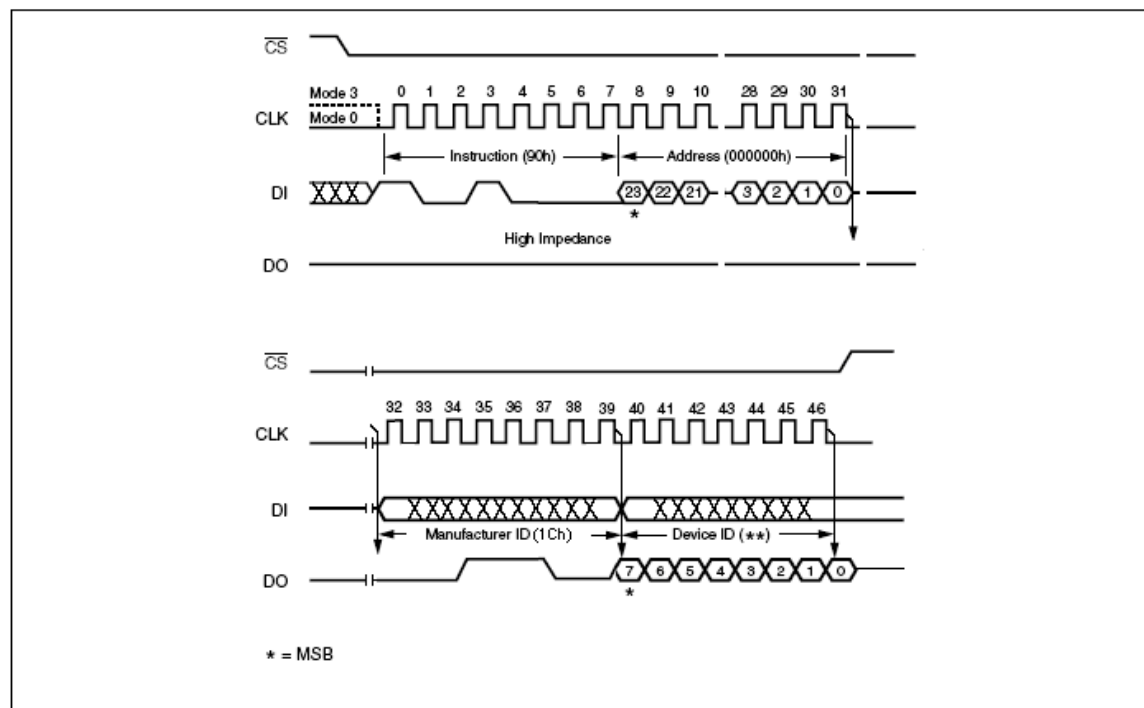 CS
Mode 3
0 1 2 3 4 5 6 7 8 9 10 28 29 30 31
CLK
Mode 0
Instruction (90h)
Address (000000h)
DI
23 22 21 3 2 1 0
*
High Impedance
DO
CS
32 33 34 35 36 37 38 39 40 41 42 43 44 45 46
CLK
DI
Manufacturer ID (1Ch)
Device ID (**)
DO
7 6 5 4 3 2 1 0
*
* = MSB